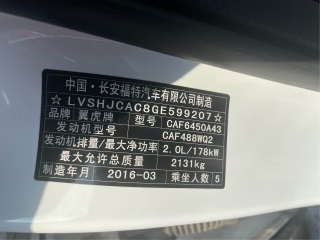 中国·长安福特汽车有限公司制造
☆LVSHJCAC8GE599207☆
品牌 翼虎牌 型号 CAF6450A43
发动机型号 CAF488WQ2
发动机排量/最大净功率 2.0L/178kW
最大允许总质量 2131kg
制造年月 2016-03 乘坐人数 5